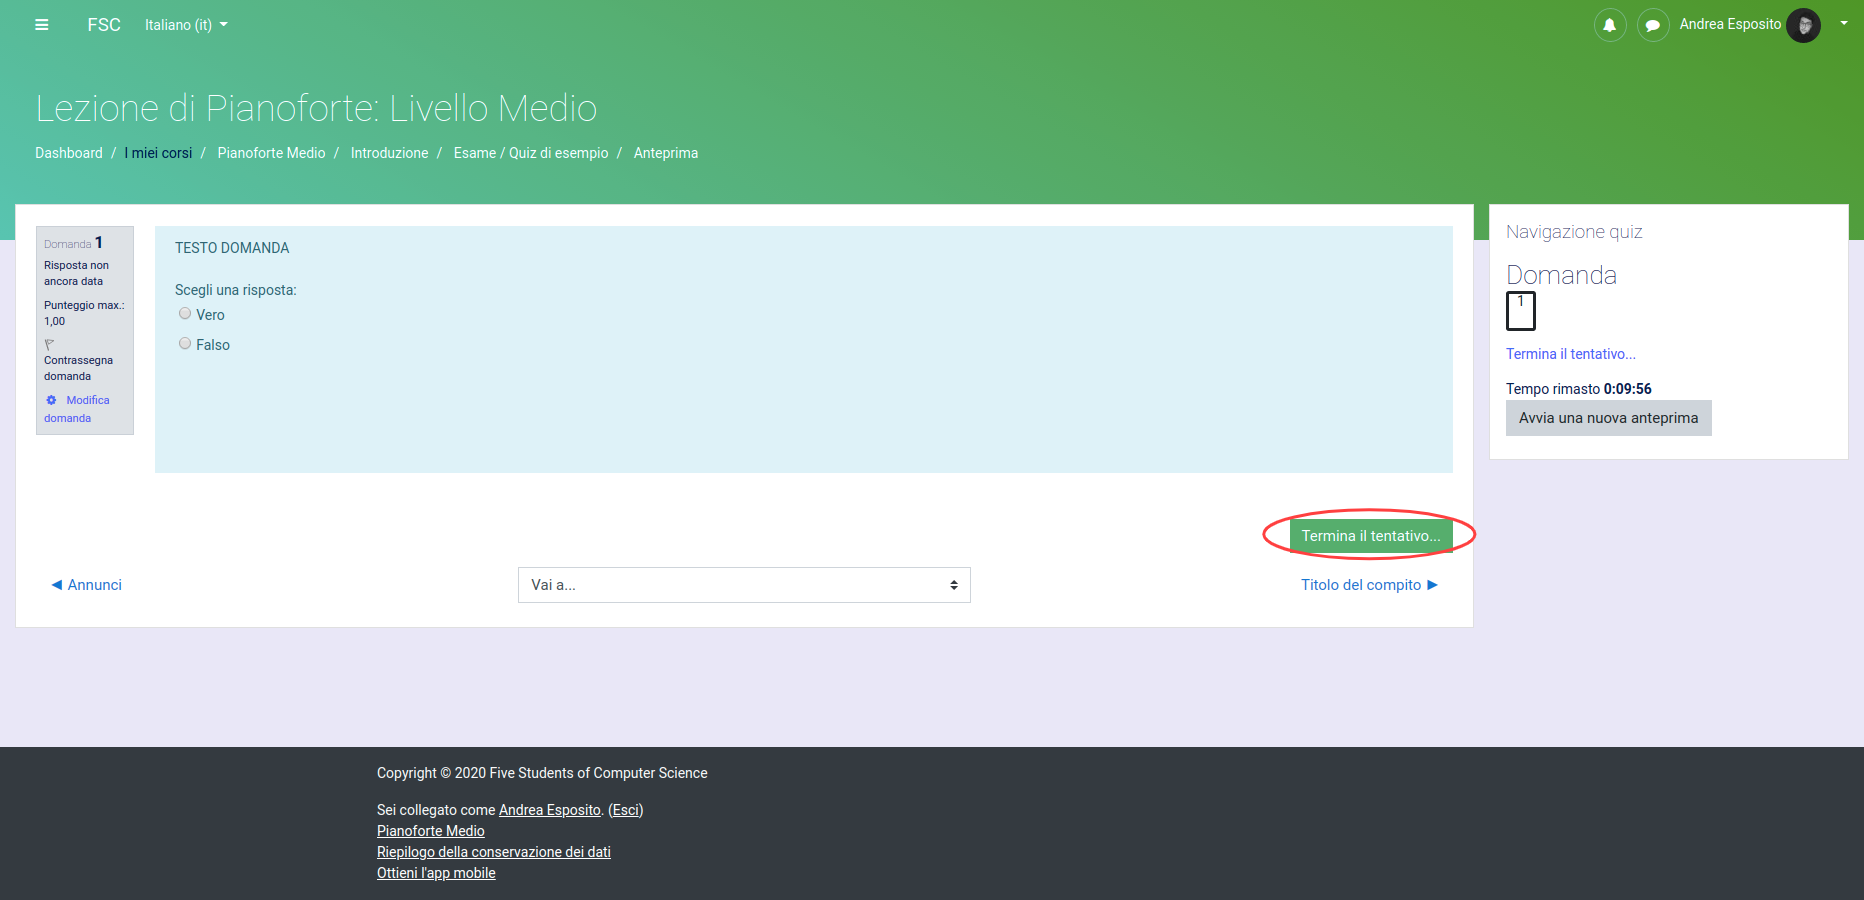 FSC
Italiano (it)
Andrea Esposito
Lezione di Pianoforte: Livello Medio
Dashboard / I miei corsi / Pianoforte Medio / Introduzione / Esame / Quiz di esempio / Anteprima
Domanda 1
Risposta non
ancora data
Punteggio max.:
1,00
Contrassegna
domanda
Modifica
domanda
TESTO DOMANDA
Scegli una risposta:
Vero
Falso
Termina il tentativo...
◄ Annunci
Vai a...
Titolo del compito ►
Navigazione quiz
Domanda
1
Termina il tentativo...
Tempo rimasto 0:09:56
Avvia una nuova anteprima
Copyright © 2020 Five Students of Computer Science
Sei collegato come Andrea Esposito. (Esci)
Pianoforte Medio
Riepilogo della conservazione dei dati
Ottieni l'app mobile